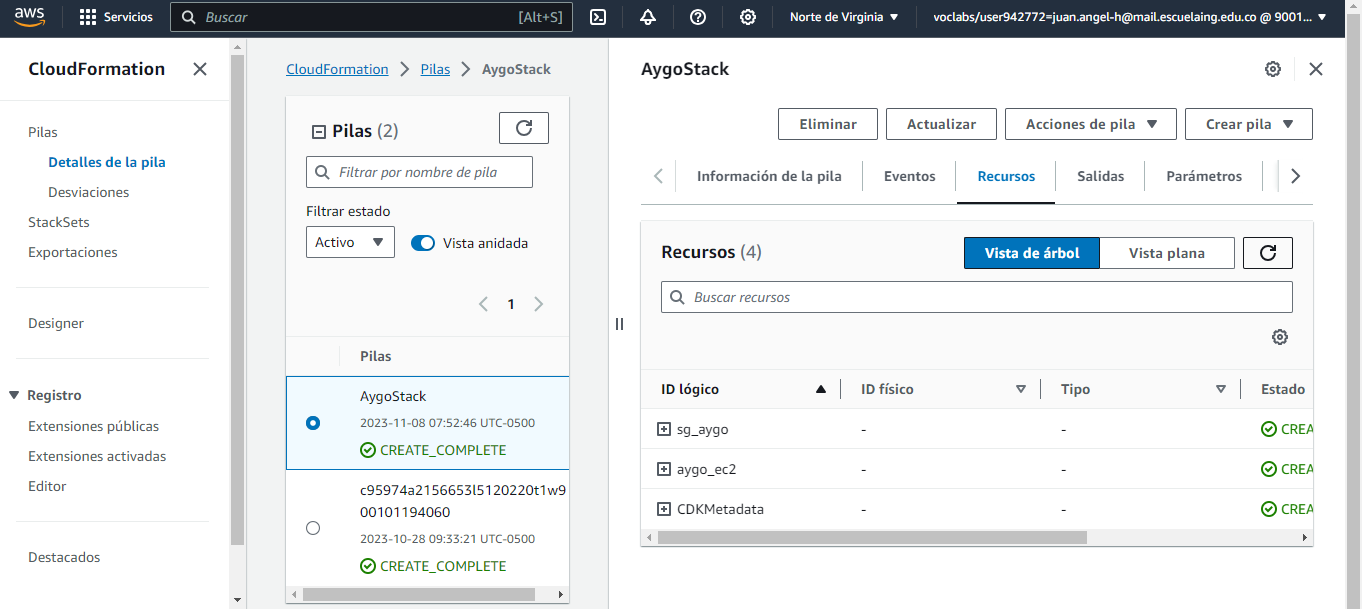 aws
Servicios
Buscar
[Alt+S]
Norte de Virginia
voclabs/user942772=juan.angel-h@mail.escuelaing.edu.co @ 9001...
CloudFormation
Pilas
Detalles de la pila
Desviaciones
StackSets
Exportaciones
Designer
Registro
Extensiones públicas
Extensiones activadas
Editor
Destacados
CloudFormation
Pilas
AygoStack
Pilas (2)
Filtrar por nombre de pila
Filtrar estado
Activo
Vista anidada
1
Pilas
AygoStack
2023-11-08 07:52:46 UTC-0500
CREATE_COMPLETE
c95974a2156653l5120220t1w9
00101194060
2023-10-28 09:33:21 UTC-0500
CREATE_COMPLETE
AygoStack
Eliminar
Actualizar
Acciones de pila
Crear pila
Información de la pila
Eventos
Recursos
Salidas
Parámetros
Recursos (4)
Vista de árbol
Vista plana
Buscar recursos
ID lógico
ID físico
Tipo
Estado
sg_aygo - - CREA
aygo_ec2 - - CREA
CDKMetadata - - CREA